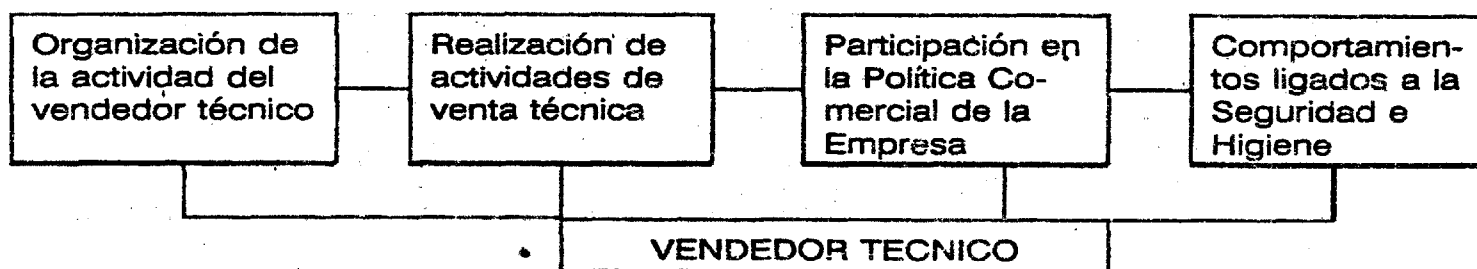 Organización de
la actividad del
vendedor técnico
Realización de
actividades de
venta técnica
Participación en
la Política Co-
mercial de la
Empresa
Comportamien-
tos ligados a la
Seguridad e
Higiene
VENDEDOR TECNICO